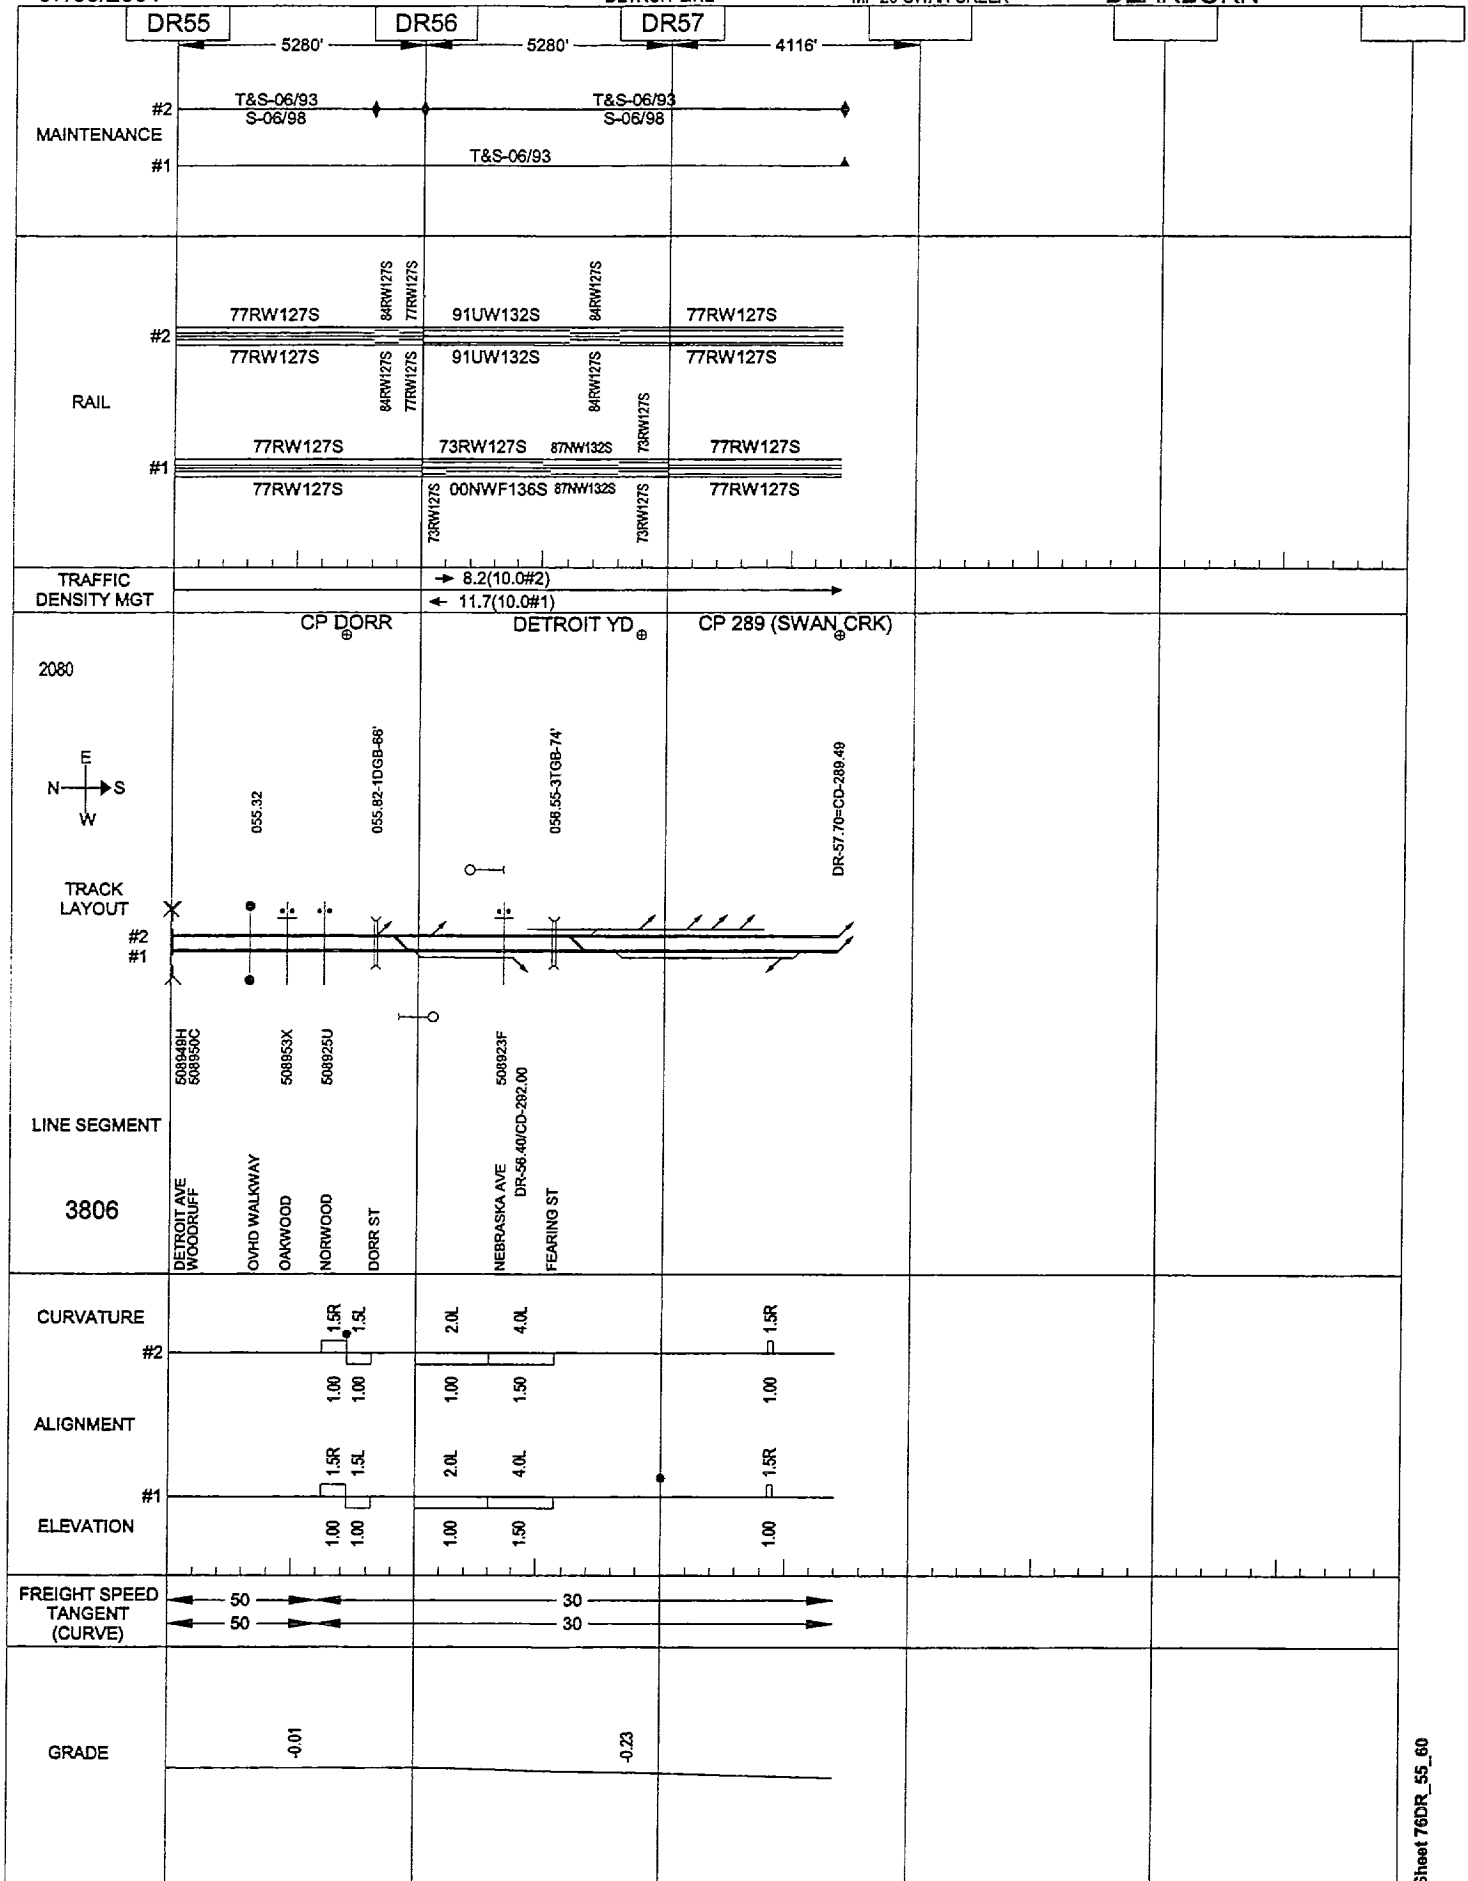 DR55 DR56 DR57
5280' 5280' 4116'
#2 T&S-06/93 T&S-06/93
S-06/98 S-06/98
MAINTENANCE
#1 T&S-06/93
84RW127S 77RW127S 84RW127S
77RW127S 91UW132S 77RW127S
#2
77RW127S 91UW132S 77RW127S
84RW127S 77RW127S 84RW127S
RAIL
73RW127S
77RW127S 73RW127S 87NW132S 77RW127S
#1
77RW127S 00NWF136S 87NW132S 77RW127S
73RW127S 73RW127S
TRAFFIC
DENSITY MGT
8.2(10.0#2)
11.7(10.0#1)
CP DORR DETROIT YD CP 289 (SWAN CRK)
2080
E
N S
W
055.32 055.82-1DGB-66' 056.55-3TGB-74' DR-57.70=CD-289.49
TRACK
LAYOUT
#2
#1
508949H
508950C
508953X
508925U
508923F
DR-56.40/CD-292.00
LINE SEGMENT
3806
DETROIT AVE
WOODRUFF
OVHD WALKWAY
OAKWOOD
NORWOOD
DORR ST
NEBRASKA AVE
FEARING ST
CURVATURE
1.5R 1.5L 2.0L 4.0L 1.5R
#2
1.00 1.00 1.00 1.50 1.00
ALIGNMENT
1.5R 1.5L 2.0L 4.0L 1.5R
#1
ELEVATION
1.00 1.00 1.00 1.50 1.00
FREIGHT SPEED
TANGENT
(CURVE)
50 30
50 30
GRADE
-0.01 -0.23
Sheet 76DR_55_60